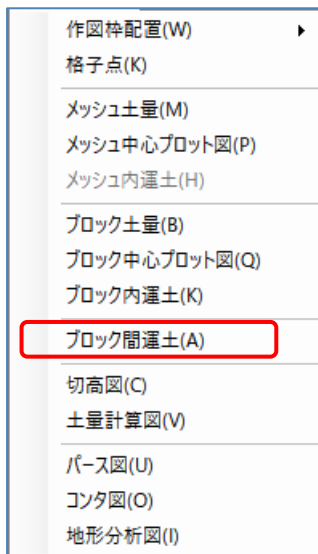 作図枠配置(W)
格子点(K)
メッシュ土量(M)
メッシュ中心プロット図(P)
メッシュ内運土(H)
ブロック土量(B)
ブロック中心プロット図(Q)
ブロック内運土(K)
ブロック間運土(A)
切高図(C)
土量計算図(V)
パース図(U)
コンタ図(O)
地形分析図(I)